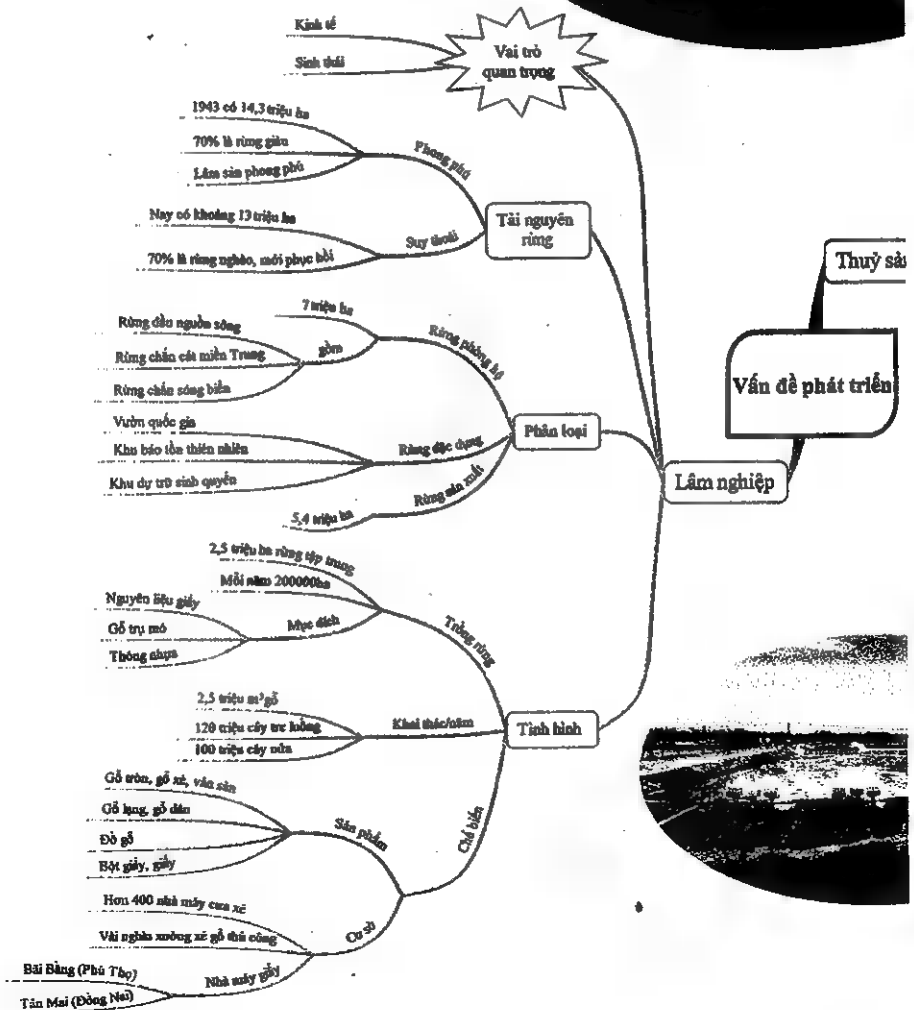 Kinh tế
Sinh thái
Vai trò
quan trọng
1943 có 14,3 triệu ha
70% là rừng giàu
Lâm sản phong phú
Phong phú
Nay có khoảng 13 triệu ha
70% là rừng nghèo, mới phục hồi
Suy thoái
Tài nguyên
rừng
Thuỷ sả
Vấn đề phát triển
Lâm nghiệp
7 triệu ha
Rừng đầu nguồn sông
Rừng chắn cát miền Trung
Rừng chắn sóng biển
gồm
Rừng phòng hộ
Vườn quốc gia
Khu bảo tồn thiên nhiên
Khu dự trữ sinh quyển
Rừng đặc dụng
5,4 triệu ha
Rừng sản xuất
Phân loại
2,5 triệu ha rừng tập trung
Mỗi năm 200000ha
Nguyên liệu giấy
Gỗ trụ mỏ
Thông nhựa
Mục đích
Trồng rừng
2,5 triệu m³ gỗ
120 triệu cây tre luồng
100 triệu cây nứa
Khai thác/năm
Tình hình
Gỗ tròn, gỗ xẻ, ván sàn
Gỗ lạng, gỗ dán
Đồ gỗ
Bột giấy, giấy
Sản phẩm
Chế biến
Hơn 400 nhà máy cưa xẻ
Vài nghìn xưởng xẻ gỗ thủ công
Cơ sở
Nhà máy giấy
Bãi Bằng (Phú Thọ)
Tân Mai (Đồng Nai)